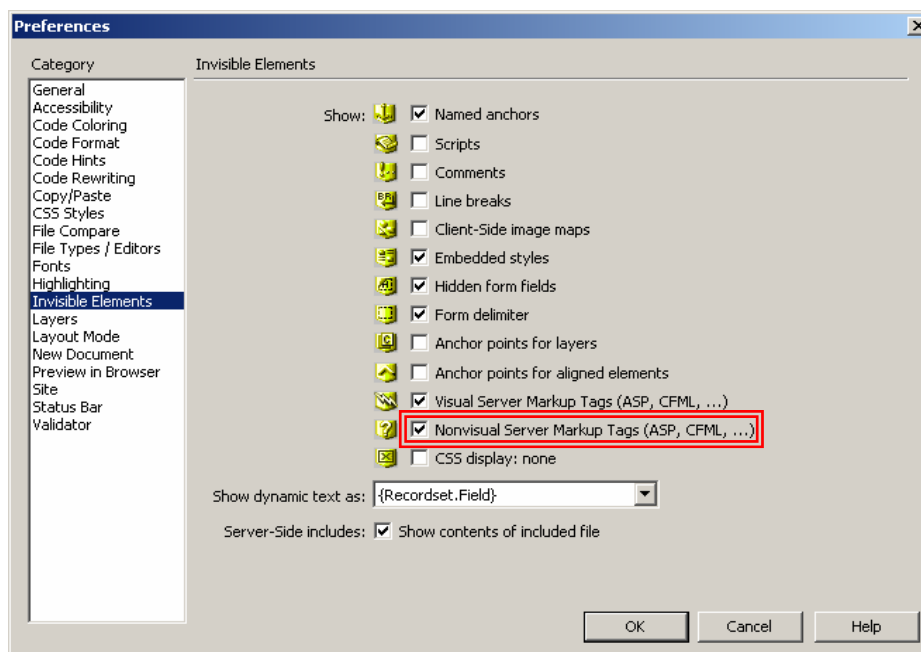 Preferences
Category
General
Accessibility
Code Coloring
Code Format
Code Hints
Code Rewriting
Copy/Paste
CSS Styles
File Compare
File Types / Editors
Fonts
Highlighting
Invisible Elements
Layers
Layout Mode
New Document
Preview in Browser
Site
Status Bar
Validator
Invisible Elements
Show: Named anchors
Scripts
Comments
BR Line breaks
Client-Side image maps
Embedded styles
Hidden form fields
Form delimiter
C Anchor points for layers
Anchor points for aligned elements
Visual Server Markup Tags (ASP, CFML, ...)
? Nonvisual Server Markup Tags (ASP, CFML, ...)
CSS display: none
Show dynamic text as: {Recordset.Field}
Server-Side includes: Show contents of included file
OK Cancel Help